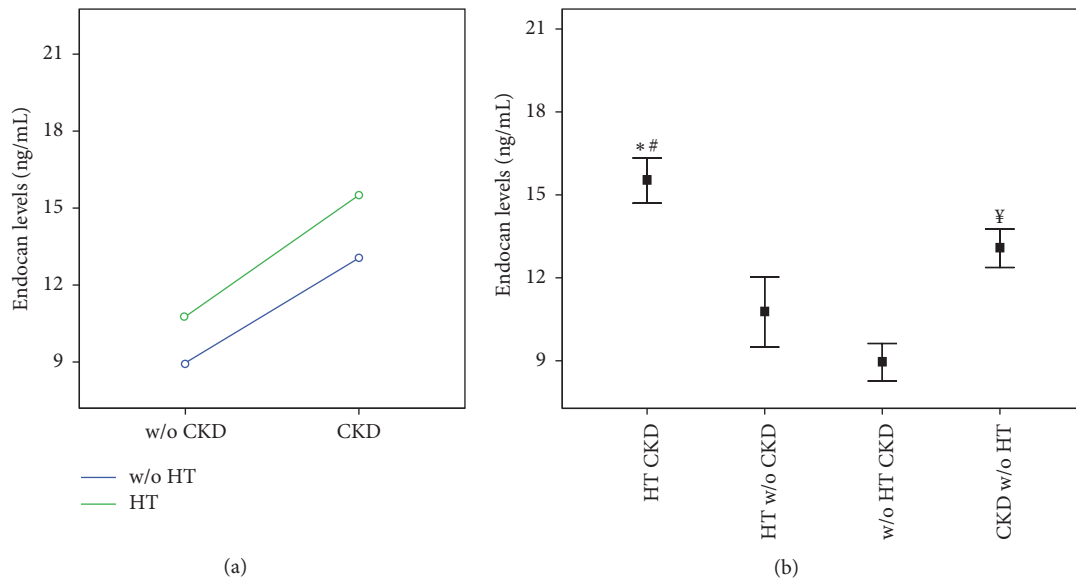 21
18
15
12
9
Endocan levels (ng/mL)
w/o CKD
CKD
w/o HT
HT
(a)
21
18
15
12
9
Endocan levels (ng/mL)
* #
¥
HT CKD
HT w/o CKD
w/o HT CKD
CKD w/o HT
(b)